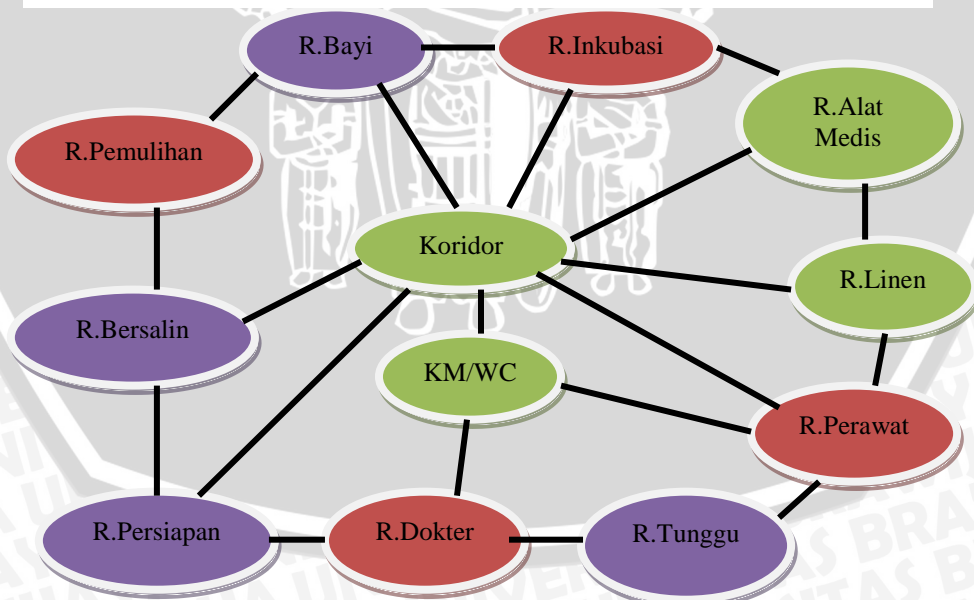 R.Bayi
R.Inkubasi
R.Alat
Medis
R.Pemulihan
Koridor
R.Linen
R.Bersalin
KM/WC
R.Perawat
R.Persiapan
R.Dokter
R.Tunggu